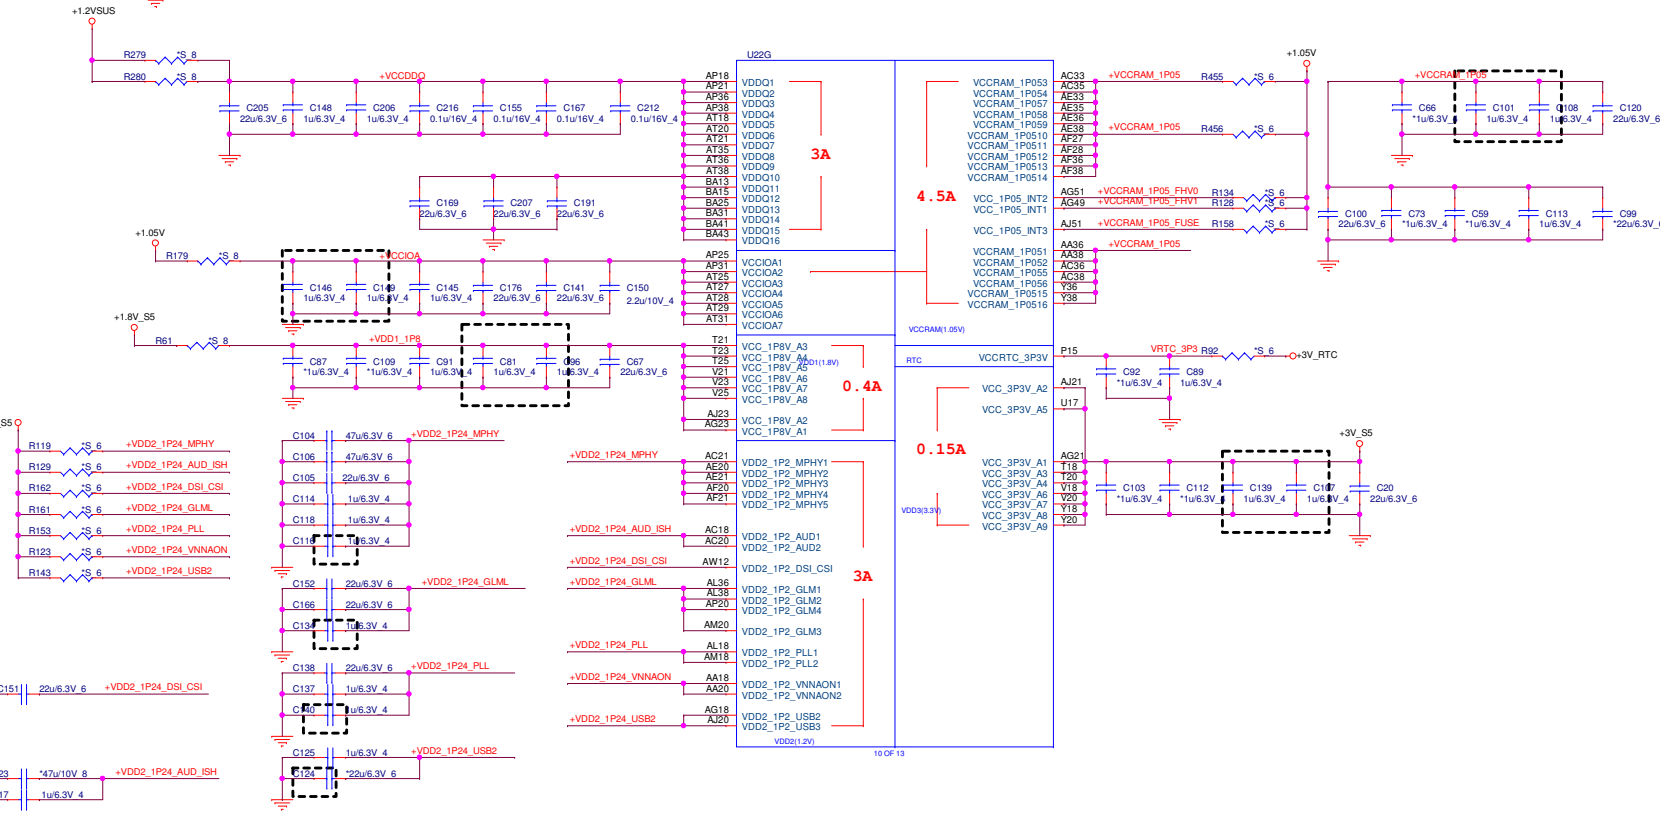 +1.2VSUS
R279 *S_8
R280 *S_8
+VCCDDQ
C205 22u/6.3V_6
C148 1u/6.3V_4
C206 1u/6.3V_4
C216 0.1u/16V_4
C155 0.1u/16V_4
C167 0.1u/16V_4
C212 0.1u/16V_4
C169 22u/6.3V_6
C207 22u/6.3V_6
C191 22u/6.3V_6
+1.05V
R179 *S_8
+VCCIOA
C146 1u/6.3V_4
C149 1u/6.3V_4
C145 1u/6.3V_4
C176 22u/6.3V_6
C141 22u/6.3V_6
C150 2.2u/10V_4
+1.8V_S5
R61 *S_8
+VDD1_1P8
C87 *1u/6.3V_4
C109 *1u/6.3V_4
C91 1u/6.3V_4
C81 1u/6.3V_4
C96 1u/6.3V_4
C67 22u/6.3V_6
_S5
R119 *S_6 +VDD2_1P24_MPHY
R129 *S_6 +VDD2_1P24_AUD_ISH
R162 *S_6 +VDD2_1P24_DSI_CSI
R161 *S_6 +VDD2_1P24_GLML
R153 *S_6 +VDD2_1P24_PLL
R123 *S_6 +VDD2_1P24_VNNAON
R143 *S_6 +VDD2_1P24_USB2
C104 47u/6.3V_6 +VDD2_1P24_MPHY
C106 47u/6.3V_6
C105 22u/6.3V_6
C114 1u/6.3V_4
C118 1u/6.3V_4
1u/6.3V_4
C152 22u/6.3V_6 +VDD2_1P24_GLML
C166 22u/6.3V_6
C134 1u/6.3V_4
C138 22u/6.3V_6 +VDD2_1P24_PLL
C137 1u/6.3V_4
C140 1u/6.3V_4
C125 1u/6.3V_4 +VDD2_1P24_USB2
C124 *22u/6.3V_6
C151 22u/6.3V_6 +VDD2_1P24_DSI_CSI
23 *47u/10V_8 +VDD2_1P24_AUD_ISH
17 1u/6.3V_4
U22G
AP18 VDDQ1
AP21 VDDQ2
AP36 VDDQ3
AP38 VDDQ4
AT18 VDDQ5
AT20 VDDQ6
AT21 VDDQ7
AT35 VDDQ8
AT36 VDDQ9
AT38 VDDQ10
BA13 VDDQ11
BA15 VDDQ12
BA25 VDDQ13
BA31 VDDQ14
BA41 VDDQ15
BA43 VDDQ16
3A
AP25 VCCIOA1
AP31 VCCIOA2
AT25 VCCIOA3
AT27 VCCIOA4
AT28 VCCIOA5
AT29 VCCIOA6
AT31 VCCIOA7
T21 VCC_1P8V_A3
T23 VCC_1P8V_A4
T25 VCC_1P8V_A5
V21 VCC_1P8V_A6
V23 VCC_1P8V_A7
V25 VCC_1P8V_A8
AJ23 VCC_1P8V_A2
AG23 VCC_1P8V_A1
VDD1(1.8V)
0.4A
+VDD2_1P24_MPHY
AC21 VDD2_1P2_MPHY1
AE20 VDD2_1P2_MPHY2
AE21 VDD2_1P2_MPHY3
AF20 VDD2_1P2_MPHY4
AF21 VDD2_1P2_MPHY5
+VDD2_1P24_AUD_ISH
AC18 VDD2_1P2_AUD1
AC20 VDD2_1P2_AUD2
+VDD2_1P24_DSI_CSI
AW12 VDD2_1P2_DSI_CSI
+VDD2_1P24_GLML
AL36 VDD2_1P2_GLM1
AL38 VDD2_1P2_GLM2
AP20 VDD2_1P2_GLM4
AM20 VDD2_1P2_GLM3
+VDD2_1P24_PLL
AL18 VDD2_1P2_PLL1
AM18 VDD2_1P2_PLL2
+VDD2_1P24_VNNAON
AA18 VDD2_1P2_VNNAON1
AA20 VDD2_1P2_VNNAON2
+VDD2_1P24_USB2
AG18 VDD2_1P2_USB2
AJ20 VDD2_1P2_USB3
3A
VDD2(1.2V)
10 OF 13
VCCRAM_1P053 AC33
VCCRAM_1P054 AC35
VCCRAM_1P057 AE33
VCCRAM_1P058 AE35
VCCRAM_1P059 AE36
VCCRAM_1P0510 AE38
VCCRAM_1P0511 AF27
VCCRAM_1P0512 AF28
VCCRAM_1P0513 AF36
VCCRAM_1P0514 AF38
VCC_1P05_INT2 AG51
VCC_1P05_INT1 AG49
VCC_1P05_INT3 AJ51
VCCRAM_1P051 AA36
VCCRAM_1P052 AA38
VCCRAM_1P055 AC36
VCCRAM_1P056 AC38
VCCRAM_1P0515 Y36
VCCRAM_1P0516 Y38
4.5A
VCCRAM(1.05V)
RTC
VCCRTC_3P3V P15
VCC_3P3V_A2 AJ21
VCC_3P3V_A5 U17
VCC_3P3V_A1 AG21
VCC_3P3V_A3 T18
VCC_3P3V_A4 T20
VCC_3P3V_A6 V18
VCC_3P3V_A7 V20
VCC_3P3V_A8 Y18
VCC_3P3V_A9 Y20
0.15A
VDD3(3.3V)
+1.05V
+VCCRAM_1P05 R455 *S_6
+VCCRAM_1P05 R456 *S_6
+VCCRAM_1P05_FHV0 R134 *S_6
+VCCRAM_1P05_FHV1 R128 *S_6
+VCCRAM_1P05_FUSE R158 *S_6
+VCCRAM_1P05
+VCCRAM_1P05
C66 *1u/6.3V_4
C101 1u/6.3V_4
C108 1u/6.3V_4
C120 22u/6.3V_6
C100 22u/6.3V_6
C73 *1u/6.3V_4
C59 *1u/6.3V_4
C113 1u/6.3V_4
C99 *22u/6.3V_
VRTC_3P3 R92 *S_6 +3V_RTC
C92 *1u/6.3V_4
C89 1u/6.3V_4
+3V_S5
C103 *1u/6.3V_4
C112 *1u/6.3V_4
C139 1u/6.3V_4
C107 1u/6.3V_4
C20 22u/6.3V_6